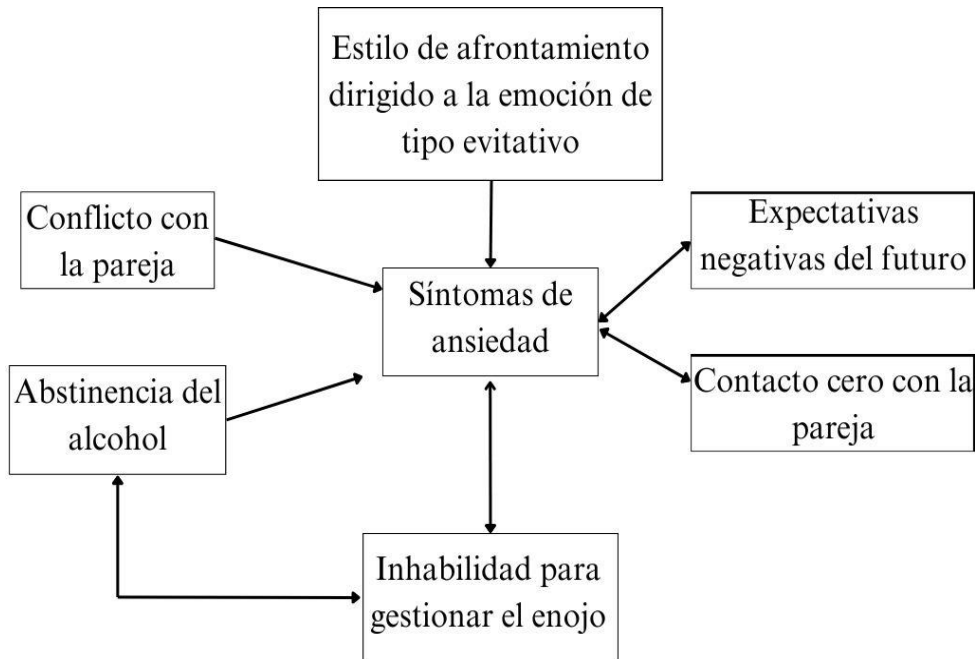 Estilo de afrontamiento
dirigido a la emoción de
tipo evitativo
Conflicto con
la pareja
Expectativas
negativas del futuro
Síntomas de
ansiedad
Abstinencia del
alcohol
Contacto cero con la
pareja
Inhabilidad para
gestionar el enojo